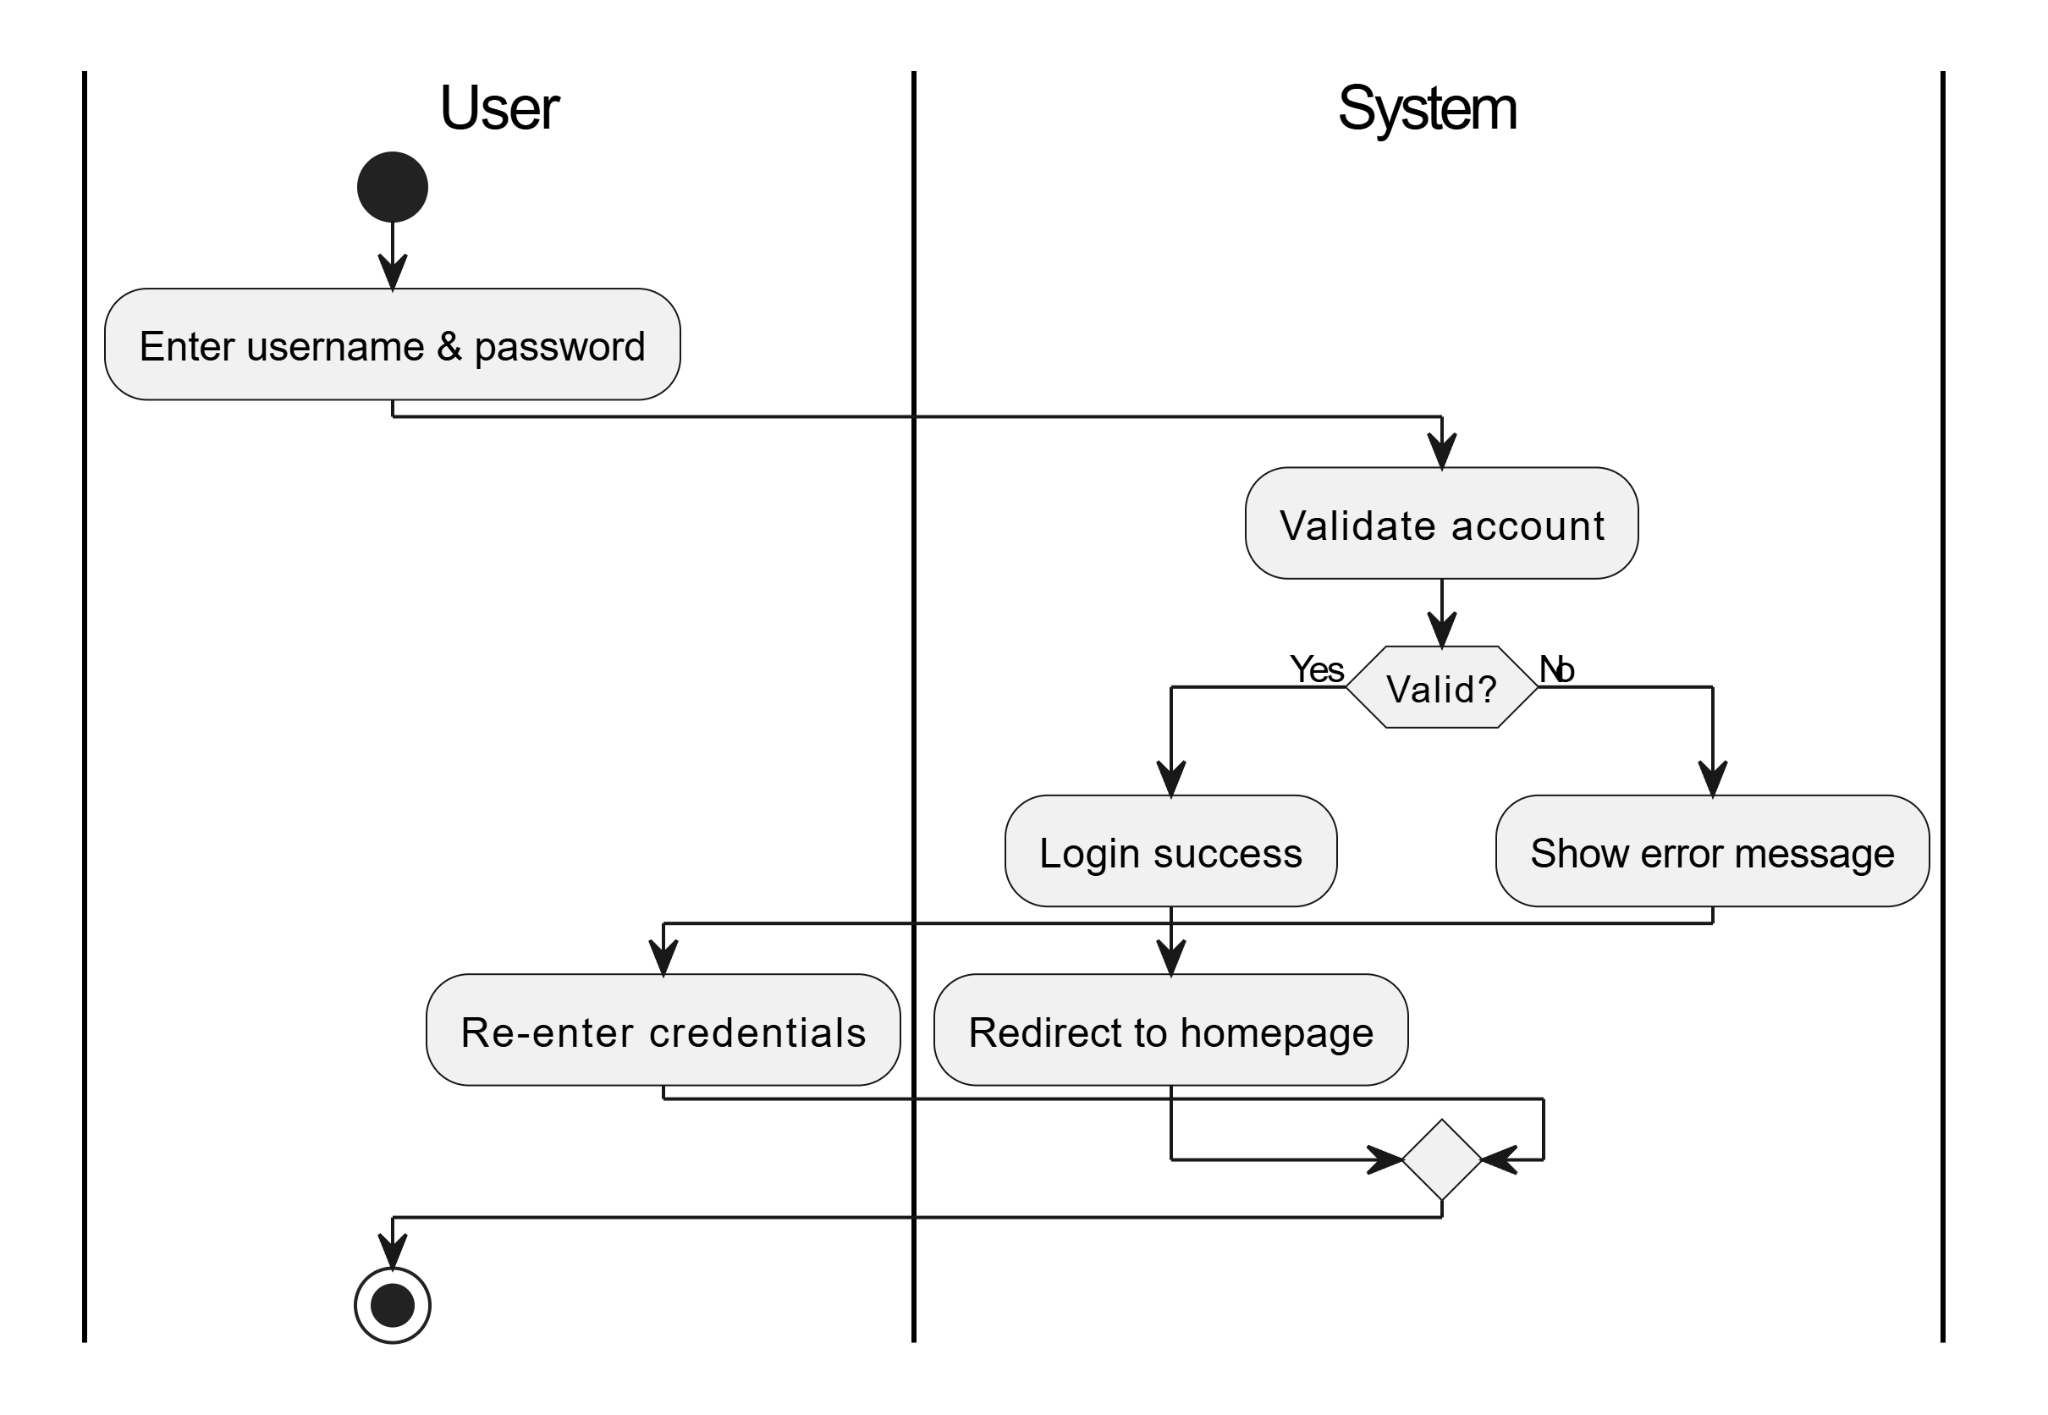 User
System
Enter username & password
Validate account
Yes
Valid?
No
Login success
Show error message
Re-enter credentials
Redirect to homepage